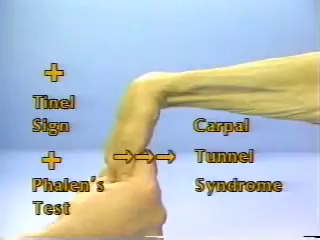 +
Tinel
Sign
+
Phalen's
Test
→→→
Carpal
Tunnel
Syndrome